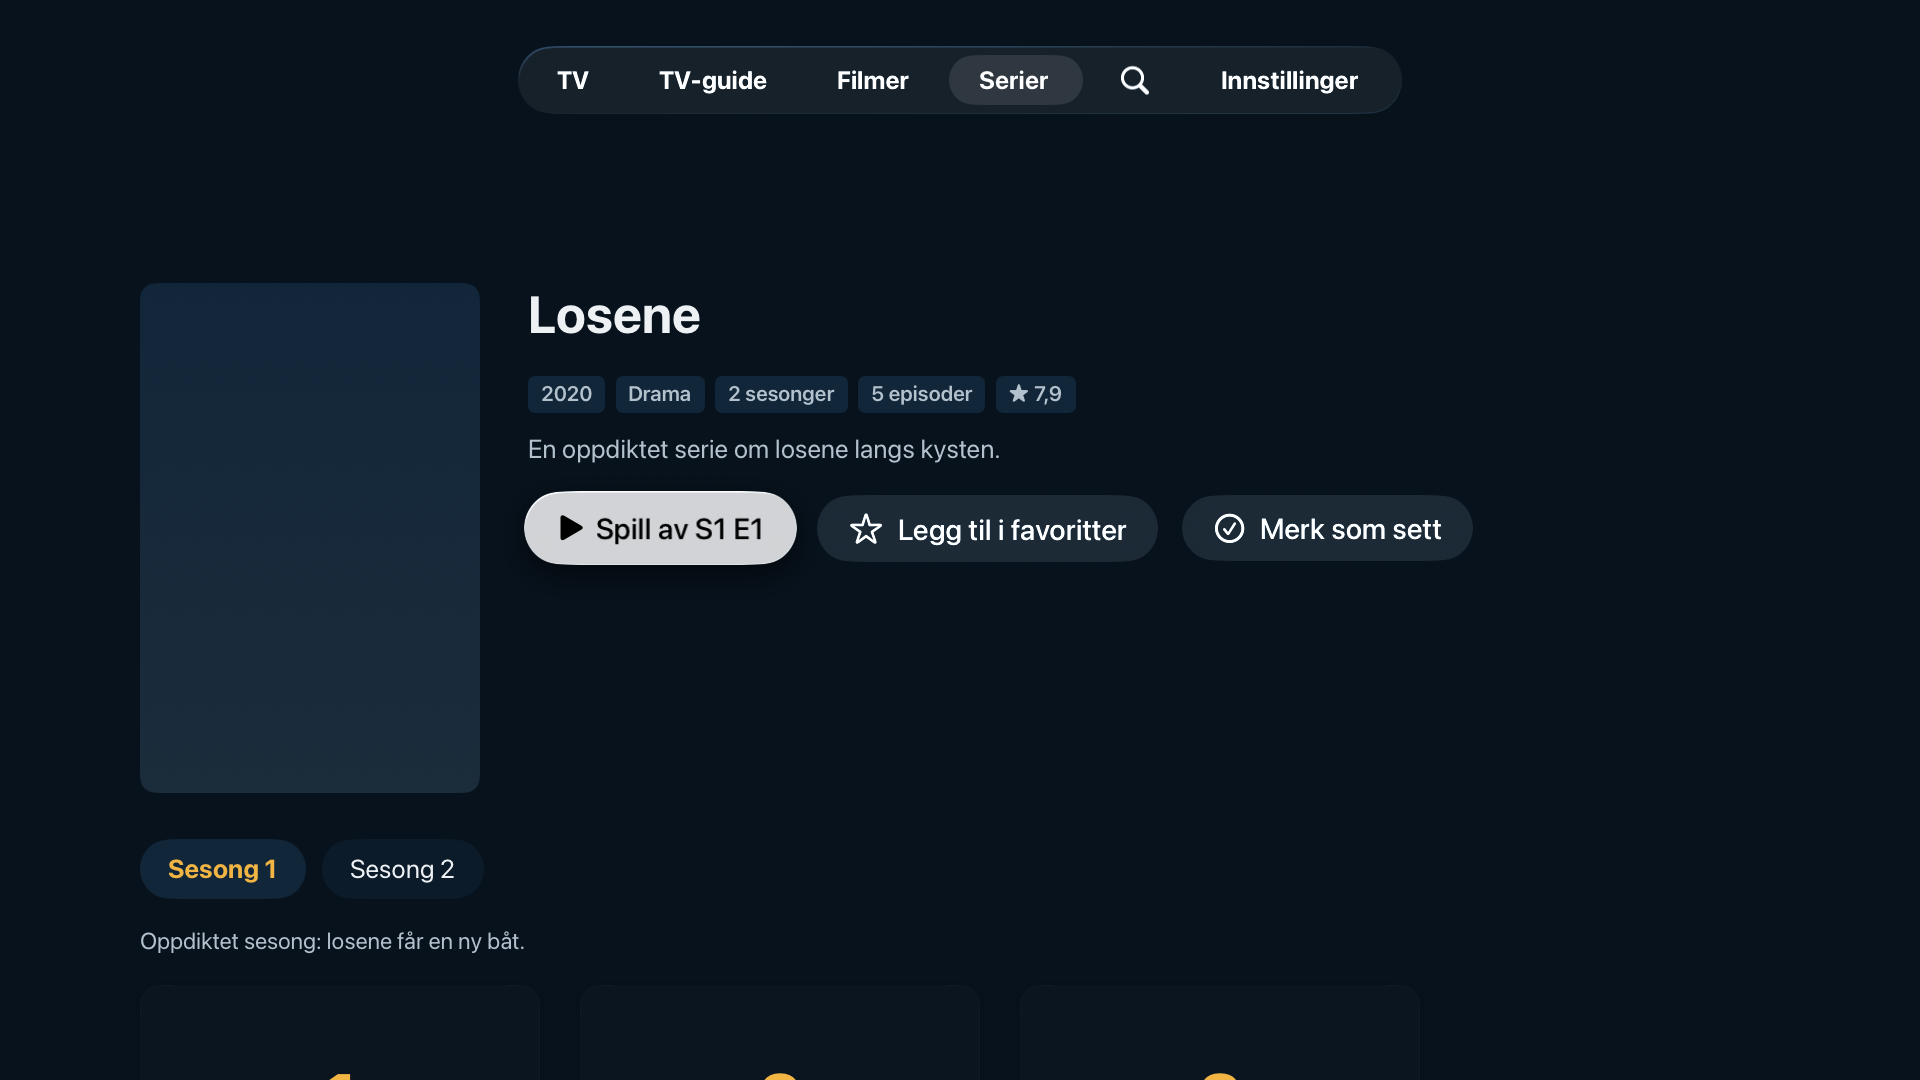 TV
TV-guide
Filmer
Serier
Innstillinger
Losene
2020
Drama
2 sesonger
5 episoder
★ 7,9
En oppdiktet serie om losene langs kysten.
Spill av S1 E1
Legg til i favoritter
Merk som sett
Sesong 1
Sesong 2
Oppdiktet sesong: losene får en ny båt.